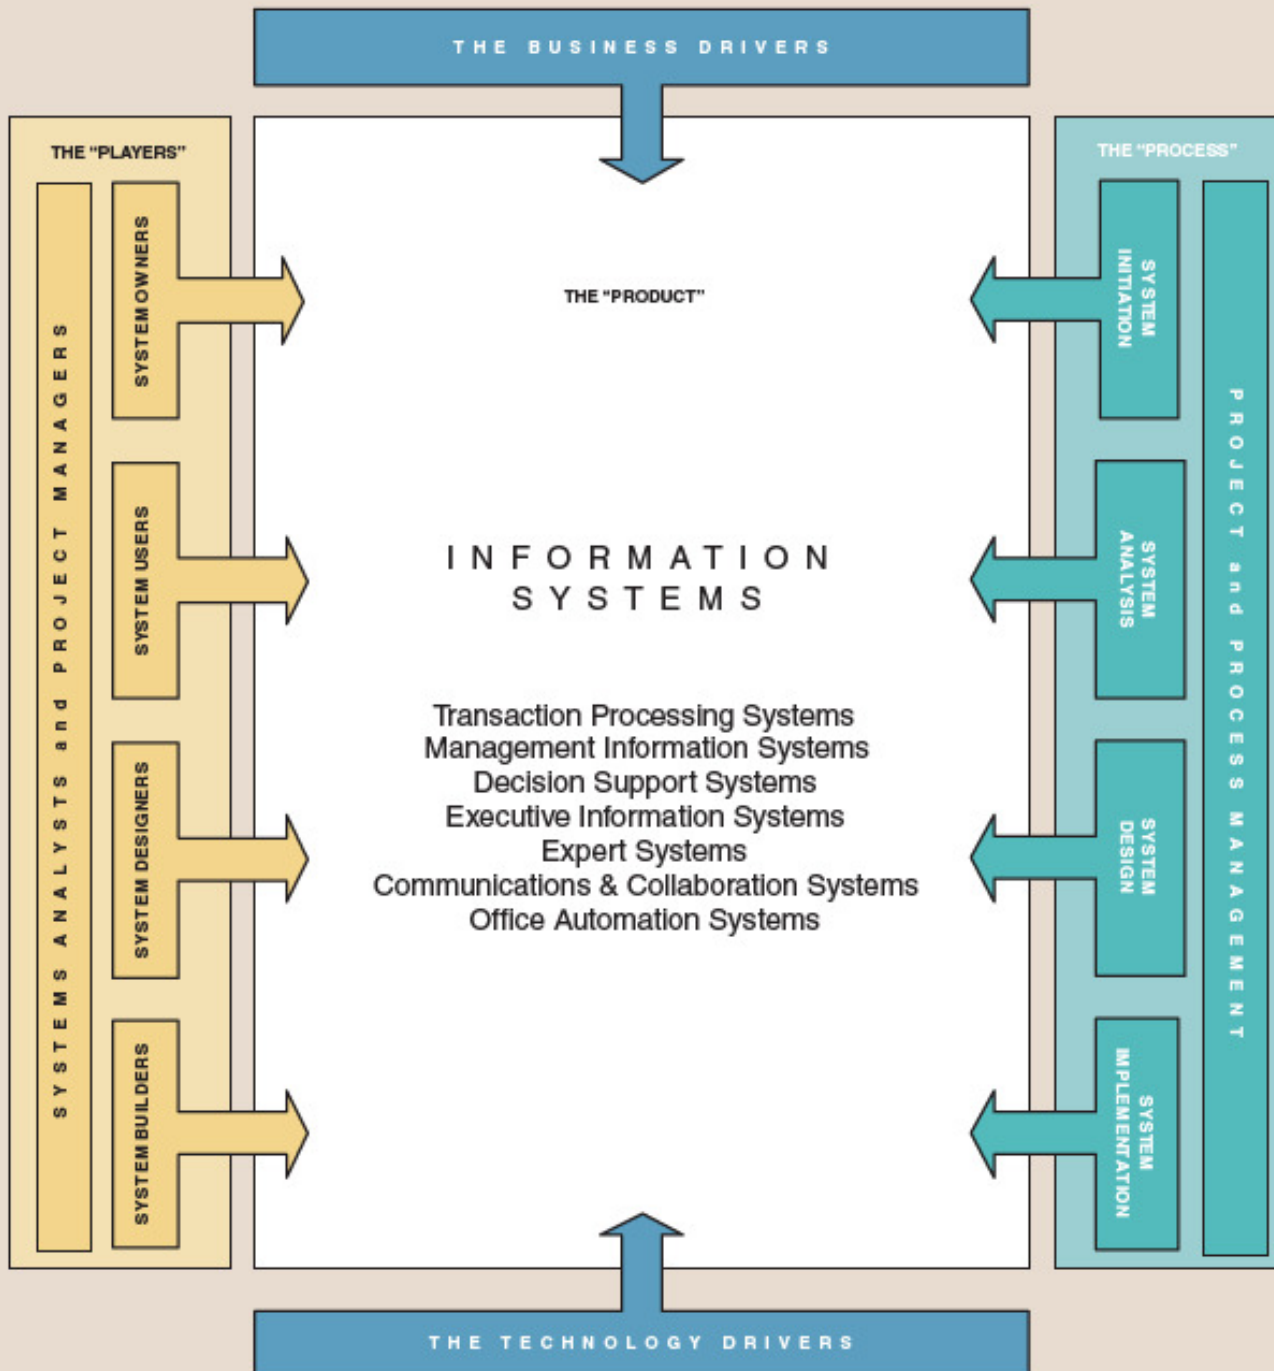 THE BUSINESS DRIVERS
THE “PLAYERS”
SYSTEMS ANALYSTS and PROJECT MANAGERS
SYSTEM OWNERS
SYSTEM USERS
SYSTEM DESIGNERS
SYSTEM BUILDERS
THE “PRODUCT”
INFORMATION
SYSTEMS
Transaction Processing Systems
Management Information Systems
Decision Support Systems
Executive Information Systems
Expert Systems
Communications & Collaboration Systems
Office Automation Systems
THE “PROCESS”
SYSTEM
INITIATION
SYSTEM
ANALYSIS
SYSTEM
DESIGN
SYSTEM
IMPLEMENTATION
PROJECT and PROCESS MANAGEMENT
THE TECHNOLOGY DRIVERS